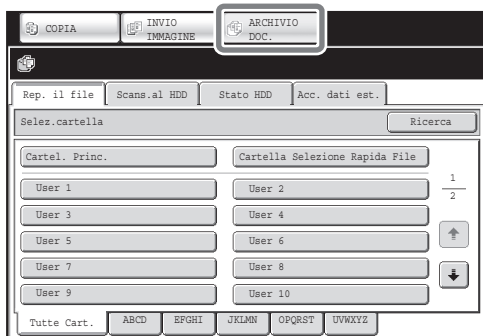 COPIA
INVIO
IMMAGINE
ARCHIVIO
DOC.
Rep. il file Scans.al HDD Stato HDD Acc. dati est.
Selez.cartella Ricerca
Cartel. Princ. Cartella Selezione Rapida File
User 1 User 2
1
2
User 3 User 4
User 5 User 6
User 7 User 8
User 9 User 10
Tutte Cart. ABCD EFGHI JKLMN OPQRST UVWXYZ